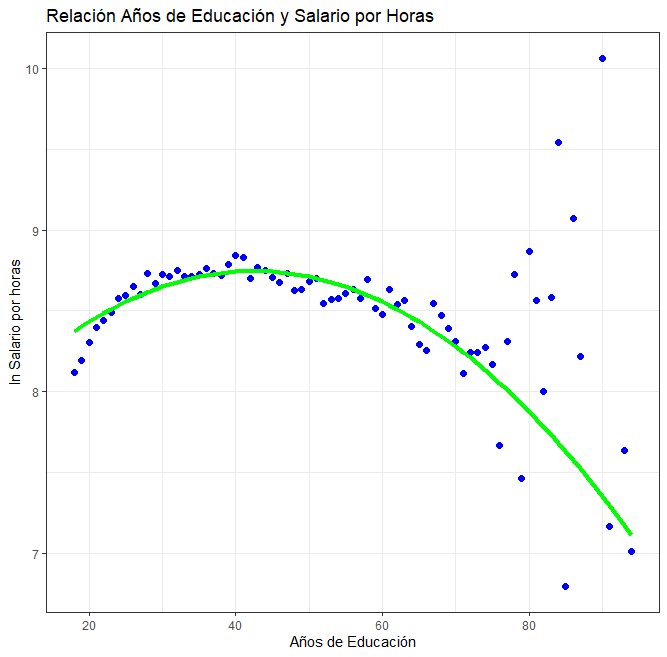 Relación Años de Educación y Salario por Horas
ln Salario por horas
10
9
8
7
20
40
60
80
Años de Educación